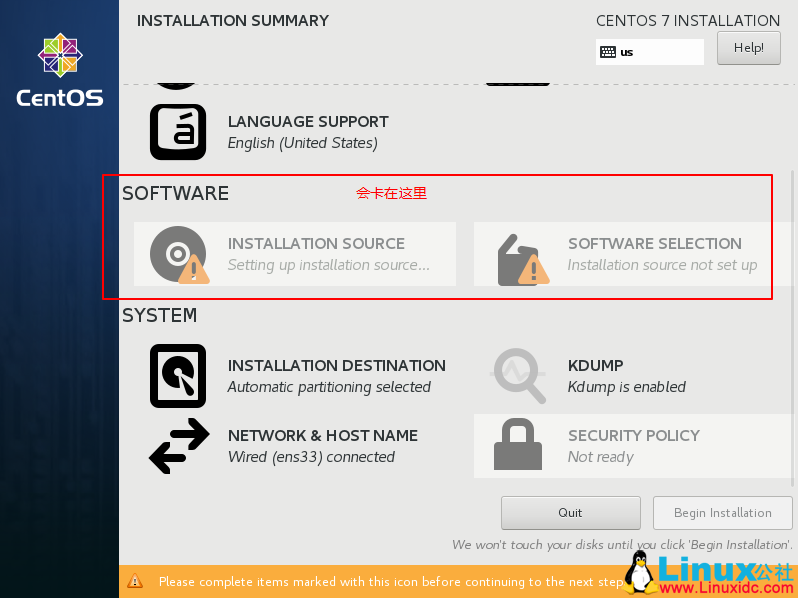 INSTALLATION SUMMARY
CENTOS 7 INSTALLATION
us
Help!
CentOS
á
LANGUAGE SUPPORT
English (United States)
SOFTWARE
会卡在这里
INSTALLATION SOURCE
Setting up installation source...
SOFTWARE SELECTION
Installation source not set up
SYSTEM
INSTALLATION DESTINATION
Automatic partitioning selected
KDUMP
Kdump is enabled
NETWORK & HOST NAME
Wired (ens33) connected
SECURITY POLICY
Not ready
Quit
Begin Installation
We won't touch your disks until you click 'Begin Installation'.
Please complete items marked with this icon before continuing to the next step.
Linux公社
www.Linuxidc.com